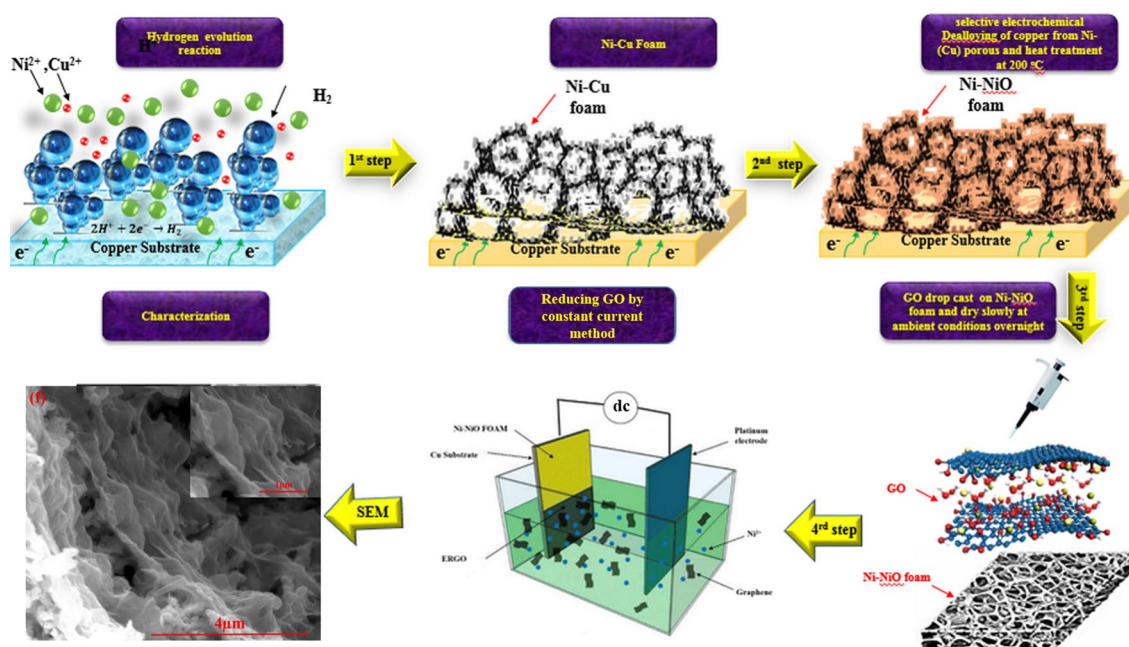 Hydrogen evolution
reaction
H⁺
Ni²⁺,Cu²⁺
H₂
2H⁺ + 2e⁻ → H₂
Copper Substrate
e⁻
e⁻
1ˢᵗ step
Ni-Cu Foam
Ni-Cu
foam
Copper Substrate
e⁻
e⁻
2ⁿᵈ step
selective electrochemical
Dealloying of copper from Ni-
(Cu) porous and heat treatment
at 200 °C
Ni-NiO
foam
Copper Substrate
e⁻
e⁻
3ʳᵈ step
GO drop cast on Ni-NiO
foam and dry slowly at
ambient conditions overnight
GO
Ni-NiO foam
4ʳᵈ step
Reducing GO by
constant current
method
dc
Ni-NiO FOAM
Cu Substrate
Platinum
electrode
ERGO
Ni²⁺
Graphene
SEM
Characterization
(f)
1µm
4µm